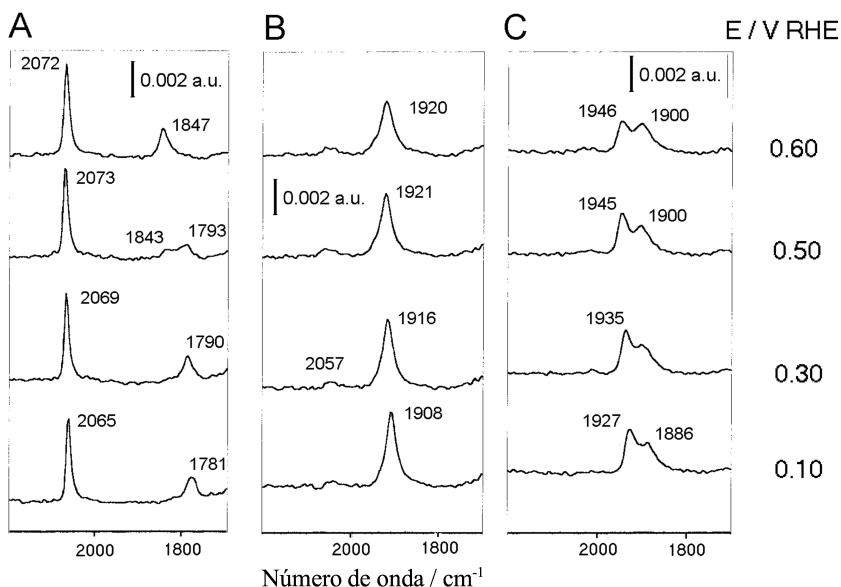 A B C E / V RHE
2072 0.002 a.u. 1847
1920
0.002 a.u. 1946 1900
0.60
2073 1843 1793
0.002 a.u. 1921
1945 1900
0.50
2069 1790
2057 1916
1935
0.30
2065 1781
1908
1927 1886
0.10
2000 1800 2000 1800 2000 1800
Número de onda / cm-1